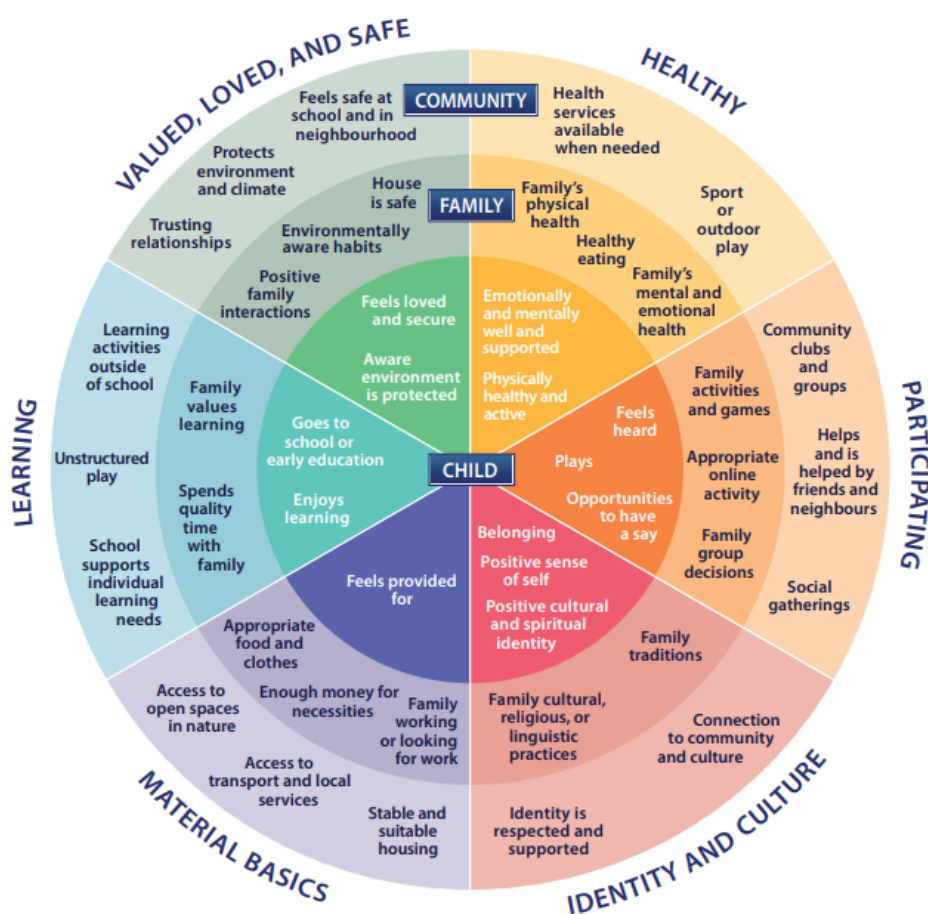 VALUED, LOVED, AND SAFE
Feels safe at
school and in
neighbourhood
Protects
environment
and climate
Trusting
relationships
House
is safe
Environmentally
aware habits
Positive
family
interactions
Feels loved
and secure
Aware
environment
is protected
COMMUNITY
FAMILY
CHILD
HEALTHY
Health
services
available
when needed
Sport
or
outdoor
play
Family's
physical
health
Healthy
eating
Family's
mental and
emotional
health
Emotionally
and mentally
well and
supported
Physically
healthy and
active
PARTICIPATING
Community
clubs
and
groups
Helps
and is
helped by
friends and
neighbours
Social
gatherings
Family
activities
and games
Appropriate
online
activity
Family
group
decisions
Feels
heard
Plays
Opportunities
to have
a say
IDENTITY AND CULTURE
Belonging
Positive sense
of self
Positive cultural
and spiritual
identity
Family
traditions
Family cultural,
religious, or
linguistic
practices
Connection
to community
and culture
Identity is
respected and
supported
MATERIAL BASICS
Feels provided
for
Appropriate
food and
clothes
Enough money for
necessities
Family
working
or looking
for work
Access to
open spaces
in nature
Access to
transport and local
services
Stable and
suitable
housing
LEARNING
Learning
activities
outside
of school
Unstructured
play
School
supports
individual
learning
needs
Family
values
learning
Spends
quality
time
with
family
Goes to
school or
early education
Enjoys
learning